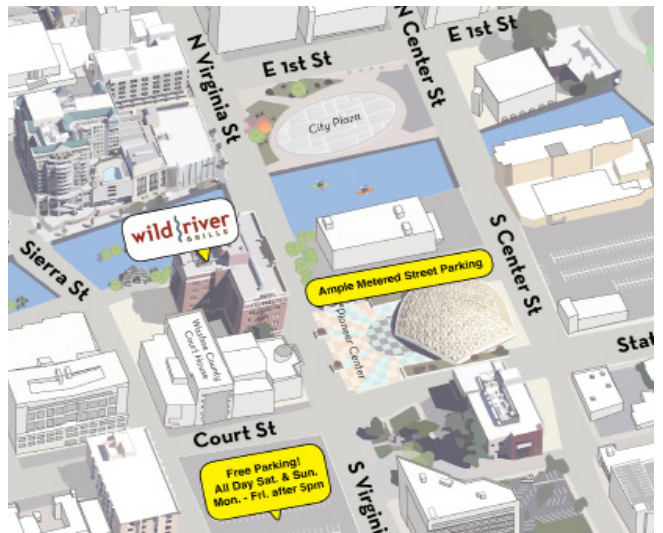 N Virginia St
E 1st St
N Center St
E 1st St
City Plaza
wild river
GRILLE
Sierra St
Ample Metered Street Parking
S Center St
Pioneer Center
Washoe County
Court House
Stat
Court St
Free Parking!
All Day Sat. & Sun.
Mon. - Fri. after 5pm
S Virgini